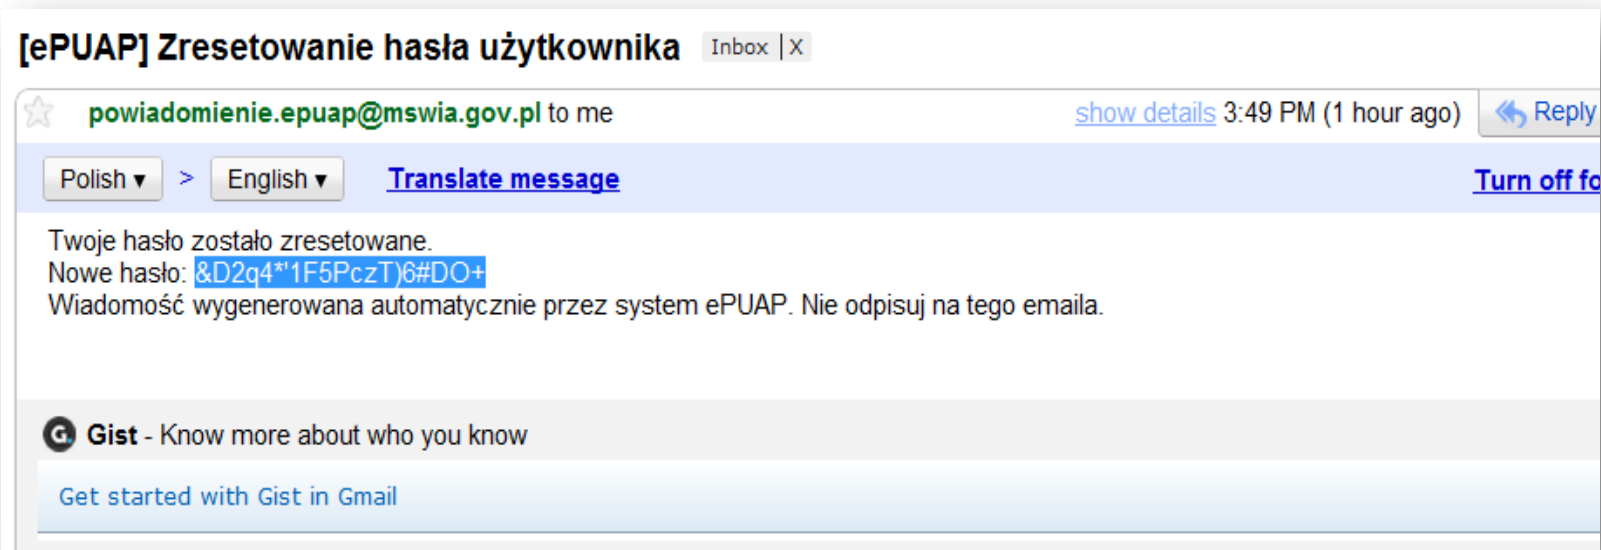 [ePUAP] Zresetowanie hasła użytkownika Inbox | X
powiadomienie.epuap@mswia.gov.pl to me show details 3:49 PM (1 hour ago) Reply
Polish ▾ > English ▾ Translate message Turn off fo
Twoje hasło zostało zresetowane.
Nowe hasło: &D2q4*'1F5PczT)6#DO+
Wiadomość wygenerowana automatycznie przez system ePUAP. Nie odpisuj na tego emaila.
G. Gist - Know more about who you know
Get started with Gist in Gmail